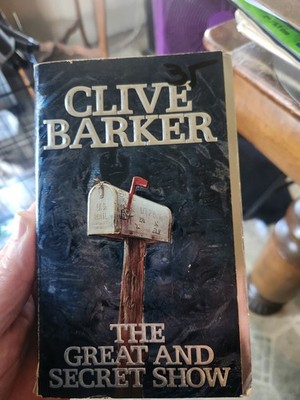 CLIVE
BARKER
THE
GREAT AND
SECRET SHOW